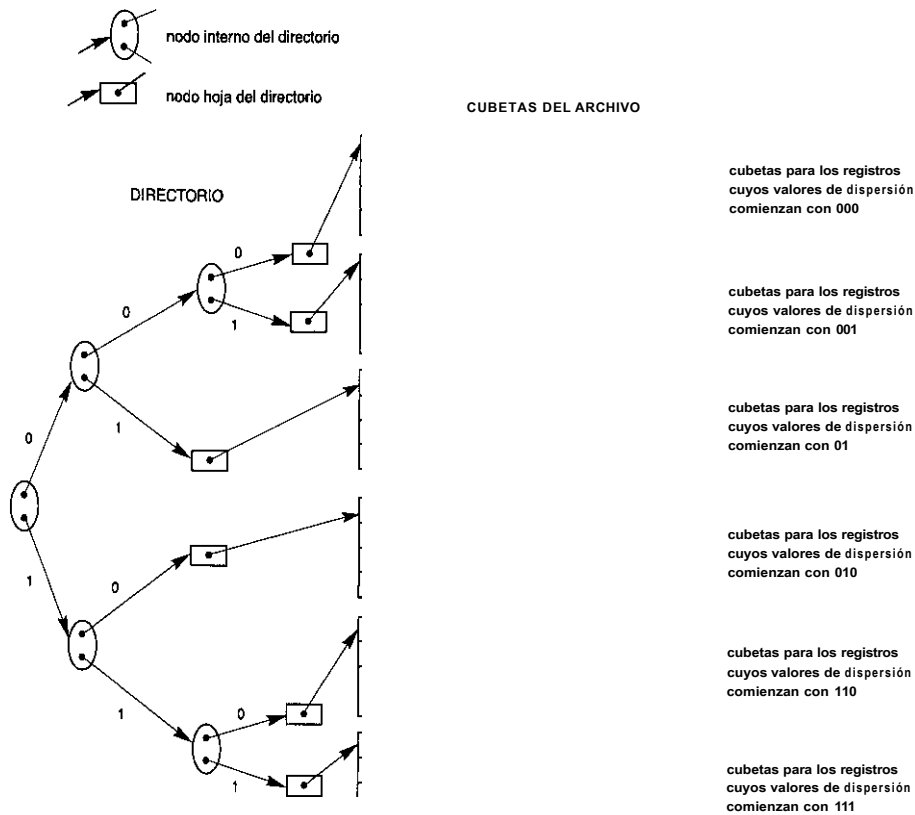 nodo interno del directorio
nodo hoja del directorio
CUBETAS DEL ARCHIVO
DIRECTORIO
cubetas para los registros
cuyos valores de dispersión
comienzan con 000
0
1
0
cubetas para los registros
cuyos valores de dispersión
comienzan con 001
1
0
cubetas para los registros
cuyos valores de dispersión
comienzan con 01
1
0
cubetas para los registros
cuyos valores de dispersión
comienzan con 010
1
0
cubetas para los registros
cuyos valores de dispersión
comienzan con 110
1
cubetas para los registros
cuyos valores de dispersión
comienzan con 111